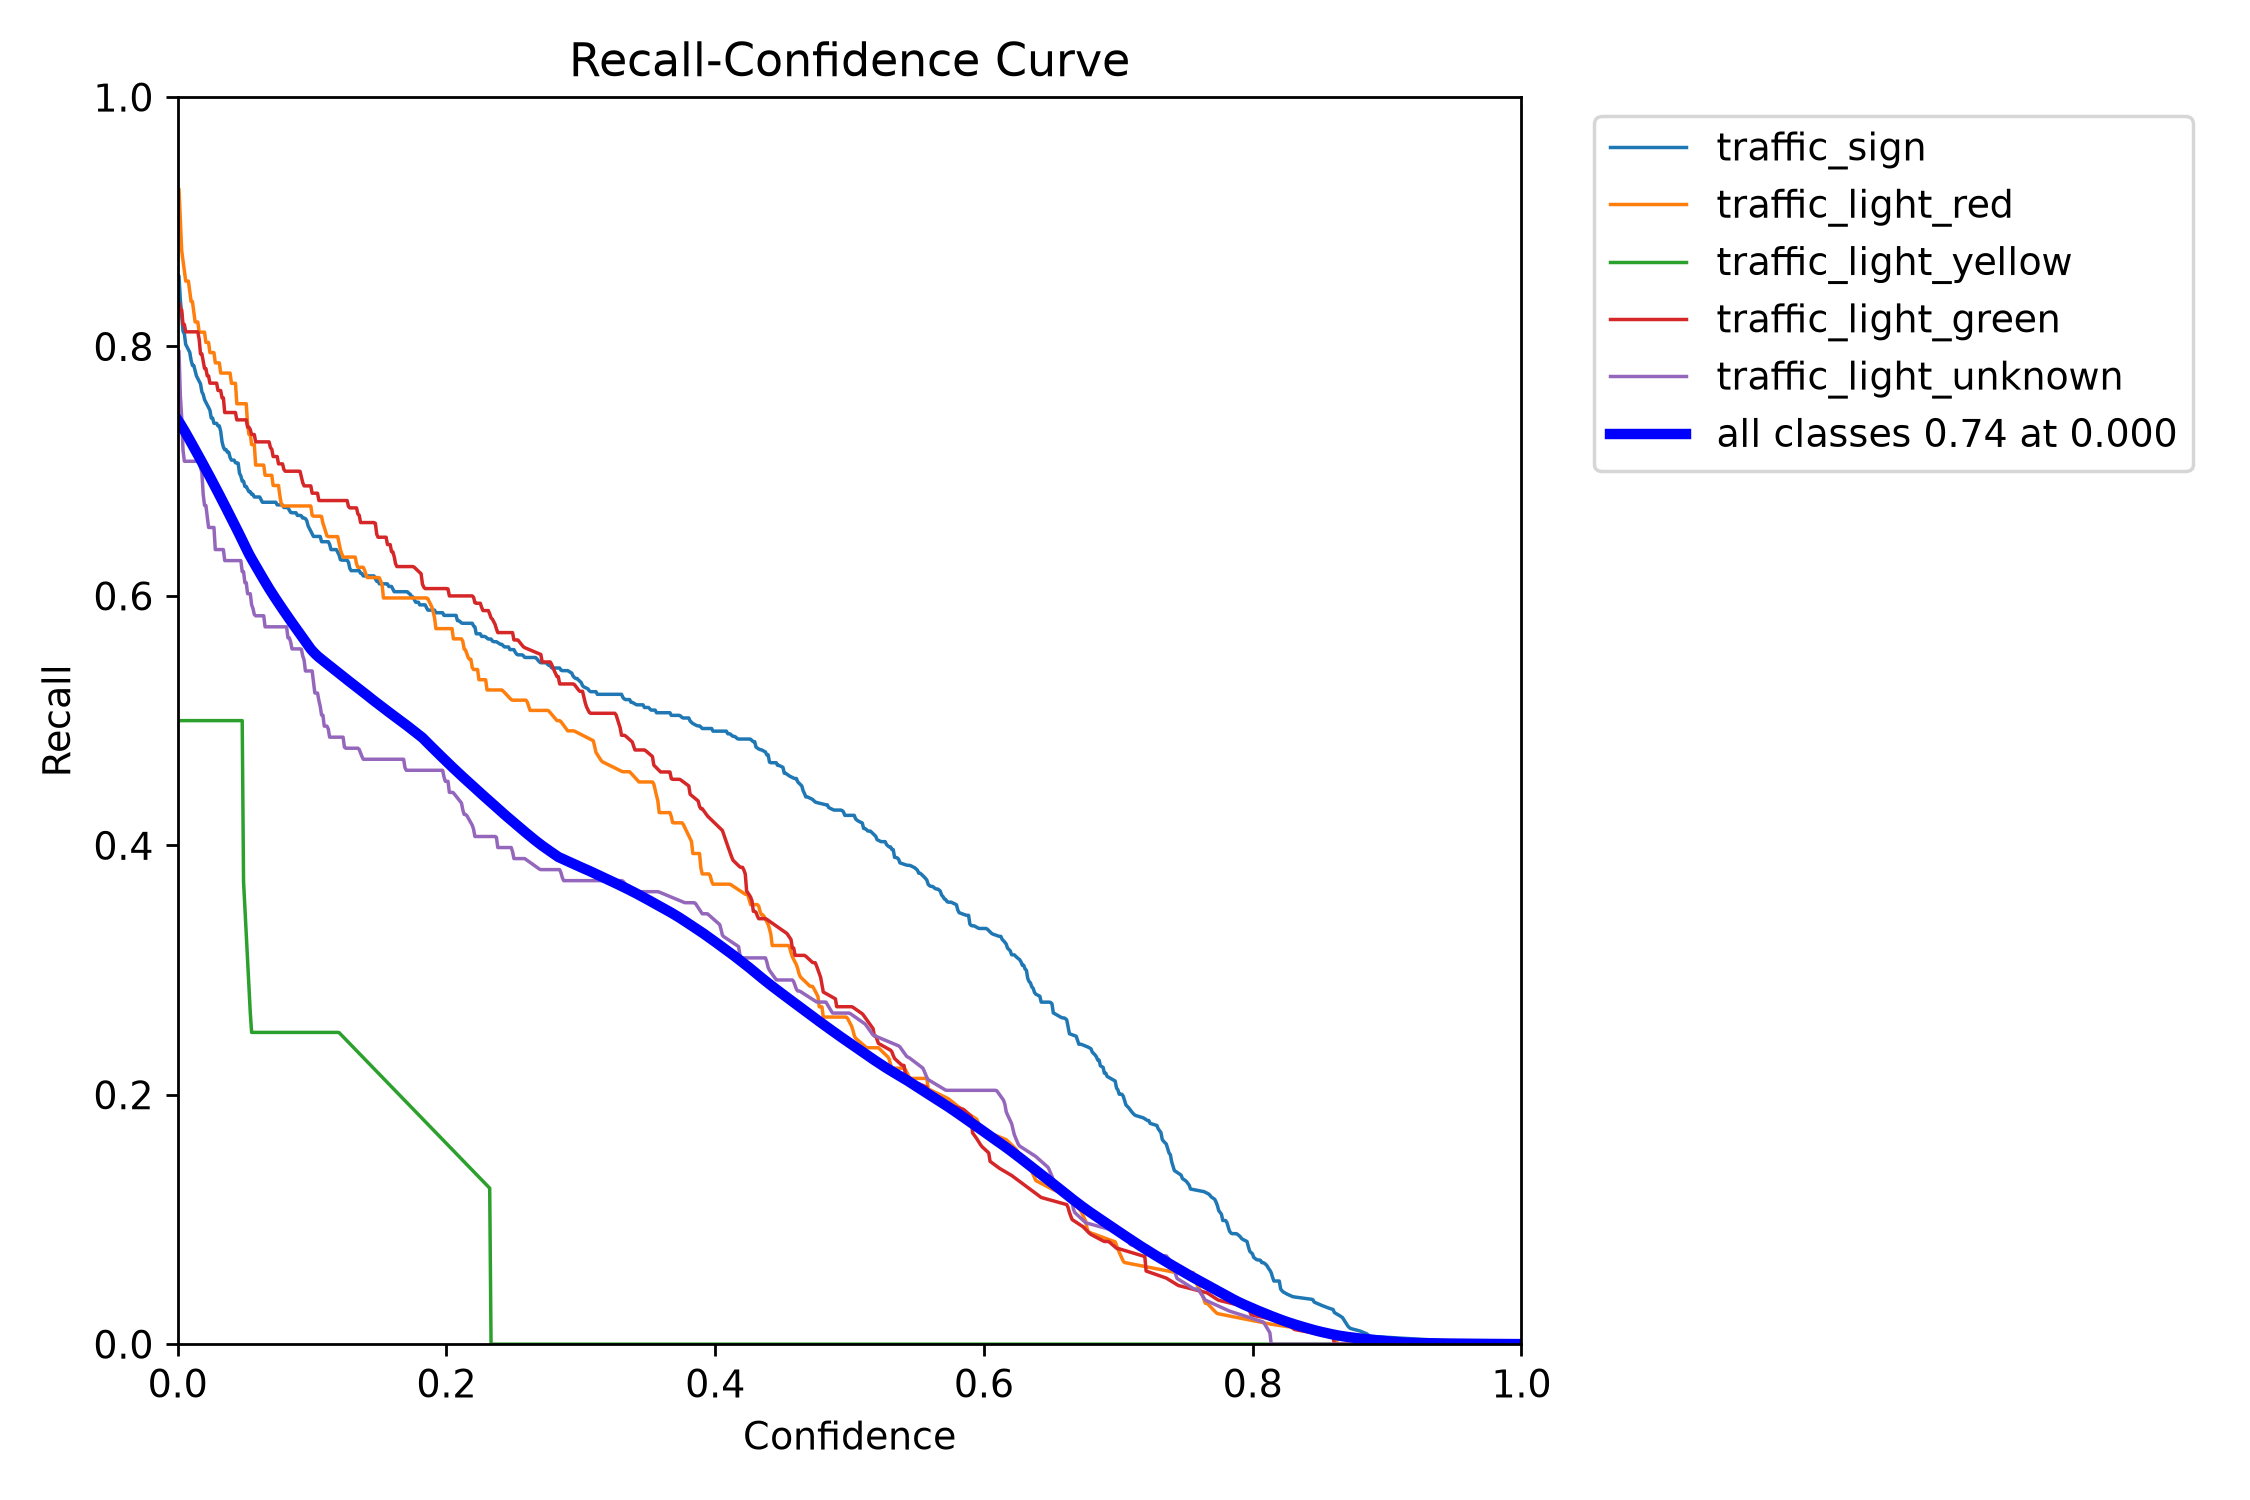 Recall-Confidence Curve
1.0
0.8
0.6
0.4
0.2
0.0
Recall
0.0 0.2 0.4 0.6 0.8 1.0
Confidence
traffic_sign
traffic_light_red
traffic_light_yellow
traffic_light_green
traffic_light_unknown
all classes 0.74 at 0.000